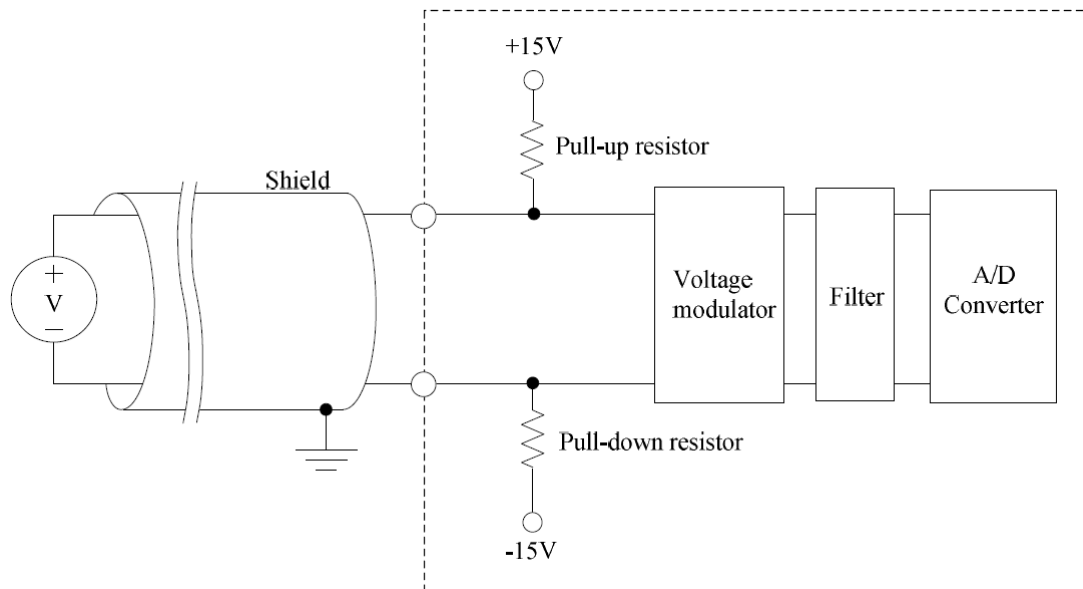 +15V
Pull-up resistor
Shield
+
V
−
Voltage
modulator
Filter
A/D
Converter
Pull-down resistor
-15V